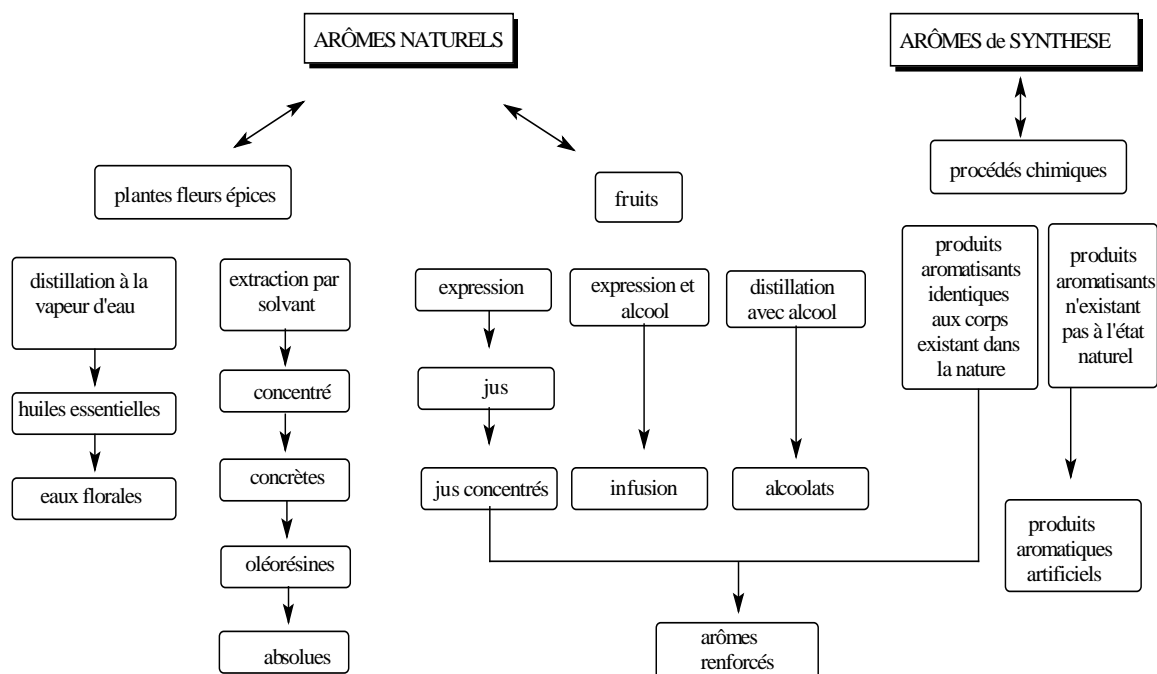 ARÔMES NATURELS
ARÔMES de SYNTHESE
plantes fleurs épices
fruits
procédés chimiques
distillation à la
vapeur d'eau
extraction par
solvant
expression
expression et
alcool
distillation
avec alcool
produits
aromatisants
identiques
aux corps
existant dans
la nature
produits
aromatisants
n'existant
pas à l'état
naturel
huiles essentielles
concentré
jus
eaux florales
concrètes
jus concentrés
infusion
alcoolats
produits
aromatiques
artificiels
oléorésines
absolues
arômes
renforcés